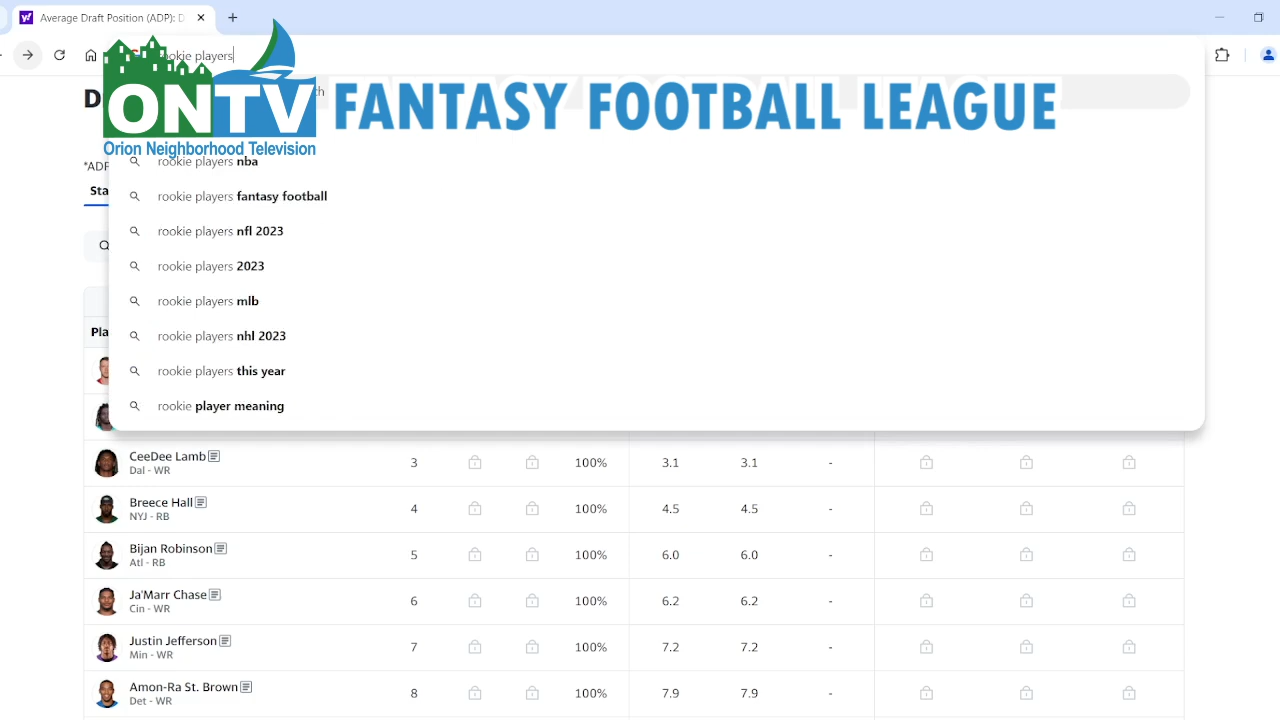 Average Draft Position (ADP): D
rookie players
ONTV
Orion Neighborhood Television
FANTASY FOOTBALL LEAGUE
D
*ADP
rookie players nba
Sta
rookie players fantasy football
rookie players nfl 2023
rookie players 2023
rookie players mlb
Pla
rookie players nhl 2023
rookie players this year
rookie player meaning
CeeDee Lamb
Dal - WR
3 100% 3.1 3.1 -
Breece Hall
NYJ - RB
4 100% 4.5 4.5 -
Bijan Robinson
Atl - RB
5 100% 6.0 6.0 -
Ja'Marr Chase
Cin - WR
6 100% 6.2 6.2 -
Justin Jefferson
Min - WR
7 100% 7.2 7.2 -
Amon-Ra St. Brown
Det - WR
8 100% 7.9 7.9 -